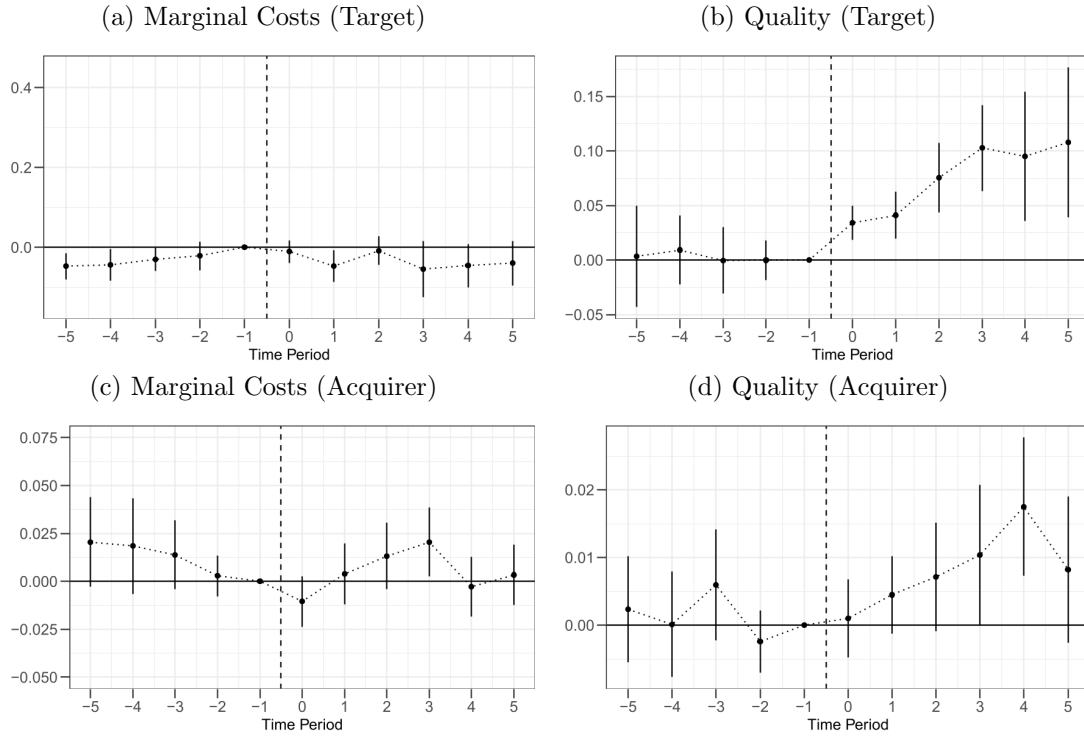 (a) Marginal Costs (Target)
(b) Quality (Target)
0.4
0.2
0.0
−5 −4 −3 −2 −1 0 1 2 3 4 5
Time Period
0.15
0.10
0.05
0.00
−0.05
−5 −4 −3 −2 −1 0 1 2 3 4 5
Time Period
(c) Marginal Costs (Acquirer)
(d) Quality (Acquirer)
0.075
0.050
0.025
0.000
−0.025
−0.050
−5 −4 −3 −2 −1 0 1 2 3 4 5
Time Period
0.02
0.01
0.00
−5 −4 −3 −2 −1 0 1 2 3 4 5
Time Period